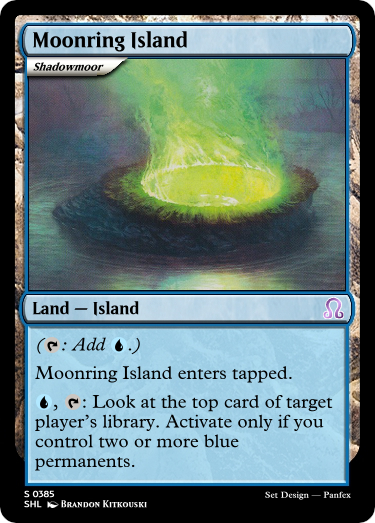 Moonring Island
Shadowmoor
Land — Island
(: Add .)
Moonring Island enters tapped.
, : Look at the top card of target
player's library. Activate only if you
control two or more blue
permanents.
S 0385
SHL Brandon Kitkouski
Set Design — Panfex